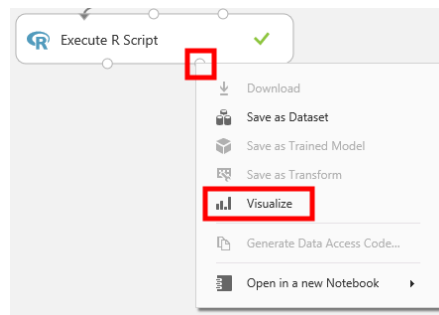 Execute R Script
Download
Save as Dataset
Save as Trained Model
Save as Transform
Visualize
Generate Data Access Code...
Open in a new Notebook